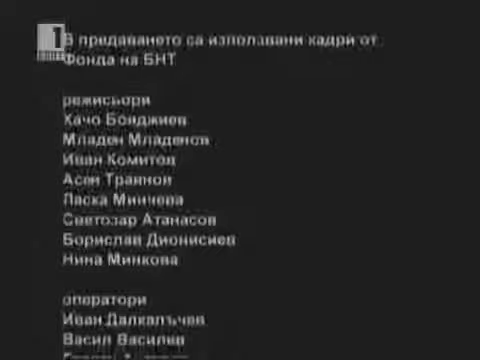 В предаването са използвани кадри от
Фонда на БНТ
режисьори
Хачо Бояджиев
Младен Младенов
Иван Комитов
Асен Траянов
Ласка Минчева
Светозар Атанасов
Борислав Дионисиев
Нина Минкова
оператори
Иван Далкалъчев
Васил Василев